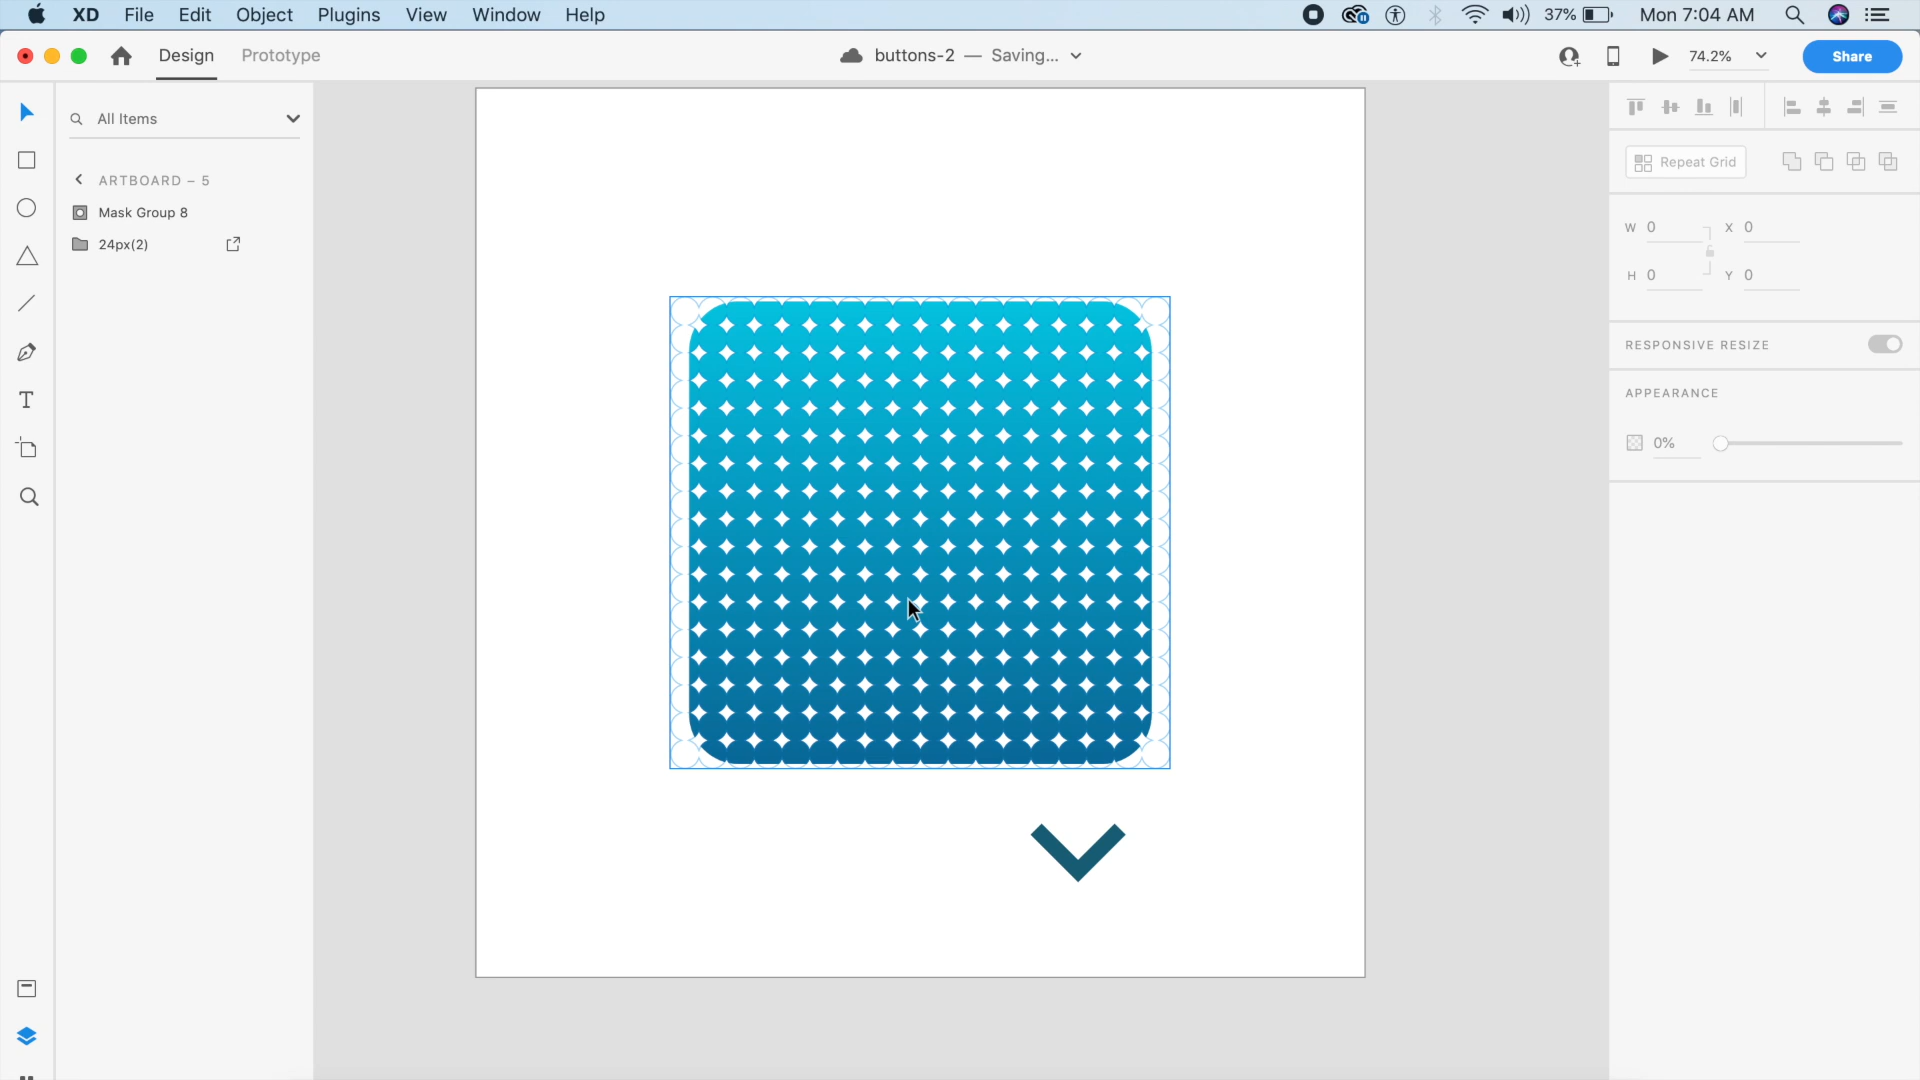 XD File Edit Object Plugins View Window Help 37% Mon 7:04 AM
Design Prototype buttons-2 — Saving... 74.2% Share
All Items
ARTBOARD – 5
Mask Group 8
24px(2)
Repeat Grid
W 0 X 0
H 0 Y 0
RESPONSIVE RESIZE
APPEARANCE
0%
T